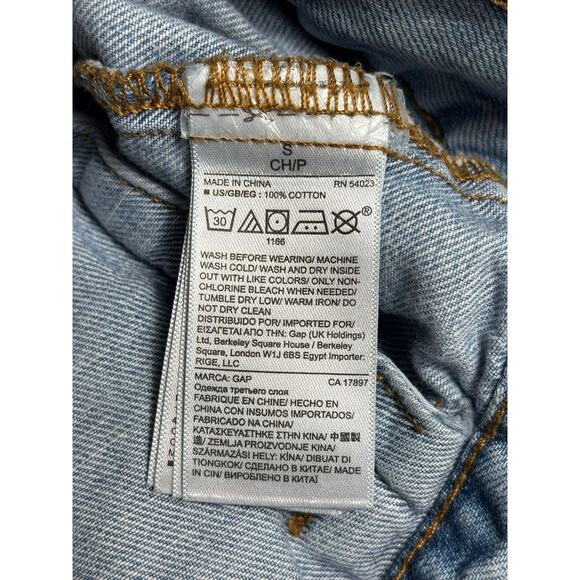 S
CH/P
MADE IN CHINA RN 54023
■ US/GB/EG : 100% COTTON
30 ®
1166
WASH BEFORE WEARING/ MACHINE
WASH COLD/ WASH AND DRY INSIDE
OUT WITH LIKE COLORS/ ONLY NON-
CHLORINE BLEACH WHEN NEEDED/
TUMBLE DRY LOW/ WARM IRON/ DO
NOT DRY CLEAN
DISTRIBUIDO POR/ IMPORTED FOR/
ΕΙΣΑΓΕΤΑΙ ΑΠΟ ΤΗΝ: Gap (UK Holdings)
Ltd, Berkeley Square House / Berkeley
Square, London W1J 6BS Egypt Importer:
RIGE, LLC
MARCA: GAP CA 17897
Одежда третьего слоя
FABRIQUE EN CHINE/ HECHO EN
CHINA CON INSUMOS IMPORTADOS/
FABRICADO NA CHINA/
ΚΑΤΑΣΚΕΥΑΣΤΗΚΕ ΣΤΗΝ ΚΙΝΑ/ 中國製
造/ ZEMLJA PROIZVODNJE KINA/
SZÁRMAZÁSI HELY: KÍNA/ DIBUAT DI
TIONGKOK/ СДЕЛАНО В КИТАЕ/ MADE
IN CIN/ ВИРОБЛЕНО В КИТАЇ